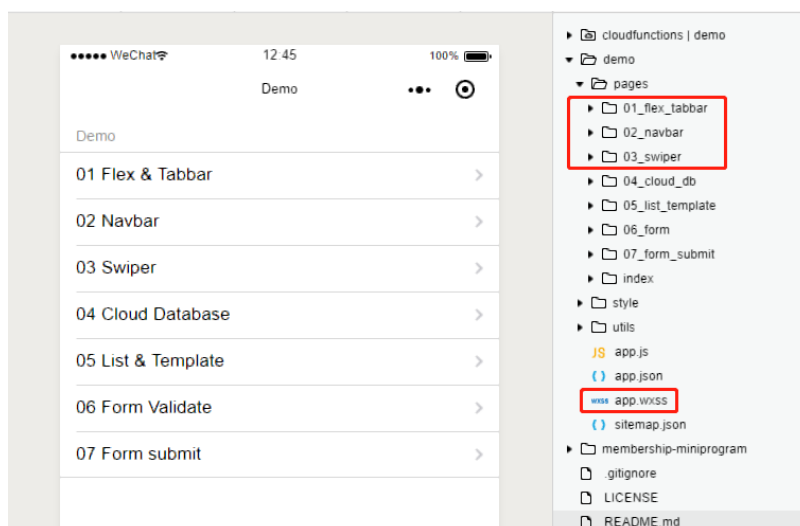 WeChat 12:45 100%
Demo
Demo
01 Flex & Tabbar
02 Navbar
03 Swiper
04 Cloud Database
05 List & Template
06 Form Validate
07 Form submit
cloudfunctions | demo
demo
pages
01_flex_tabbar
02_navbar
03_swiper
04_cloud_db
05_list_template
06_form
07_form_submit
index
style
utils
JS app.js
{ } app.json
wxss app.wxss
{ } sitemap.json
membership-miniprogram
.gitignore
LICENSE
README.md